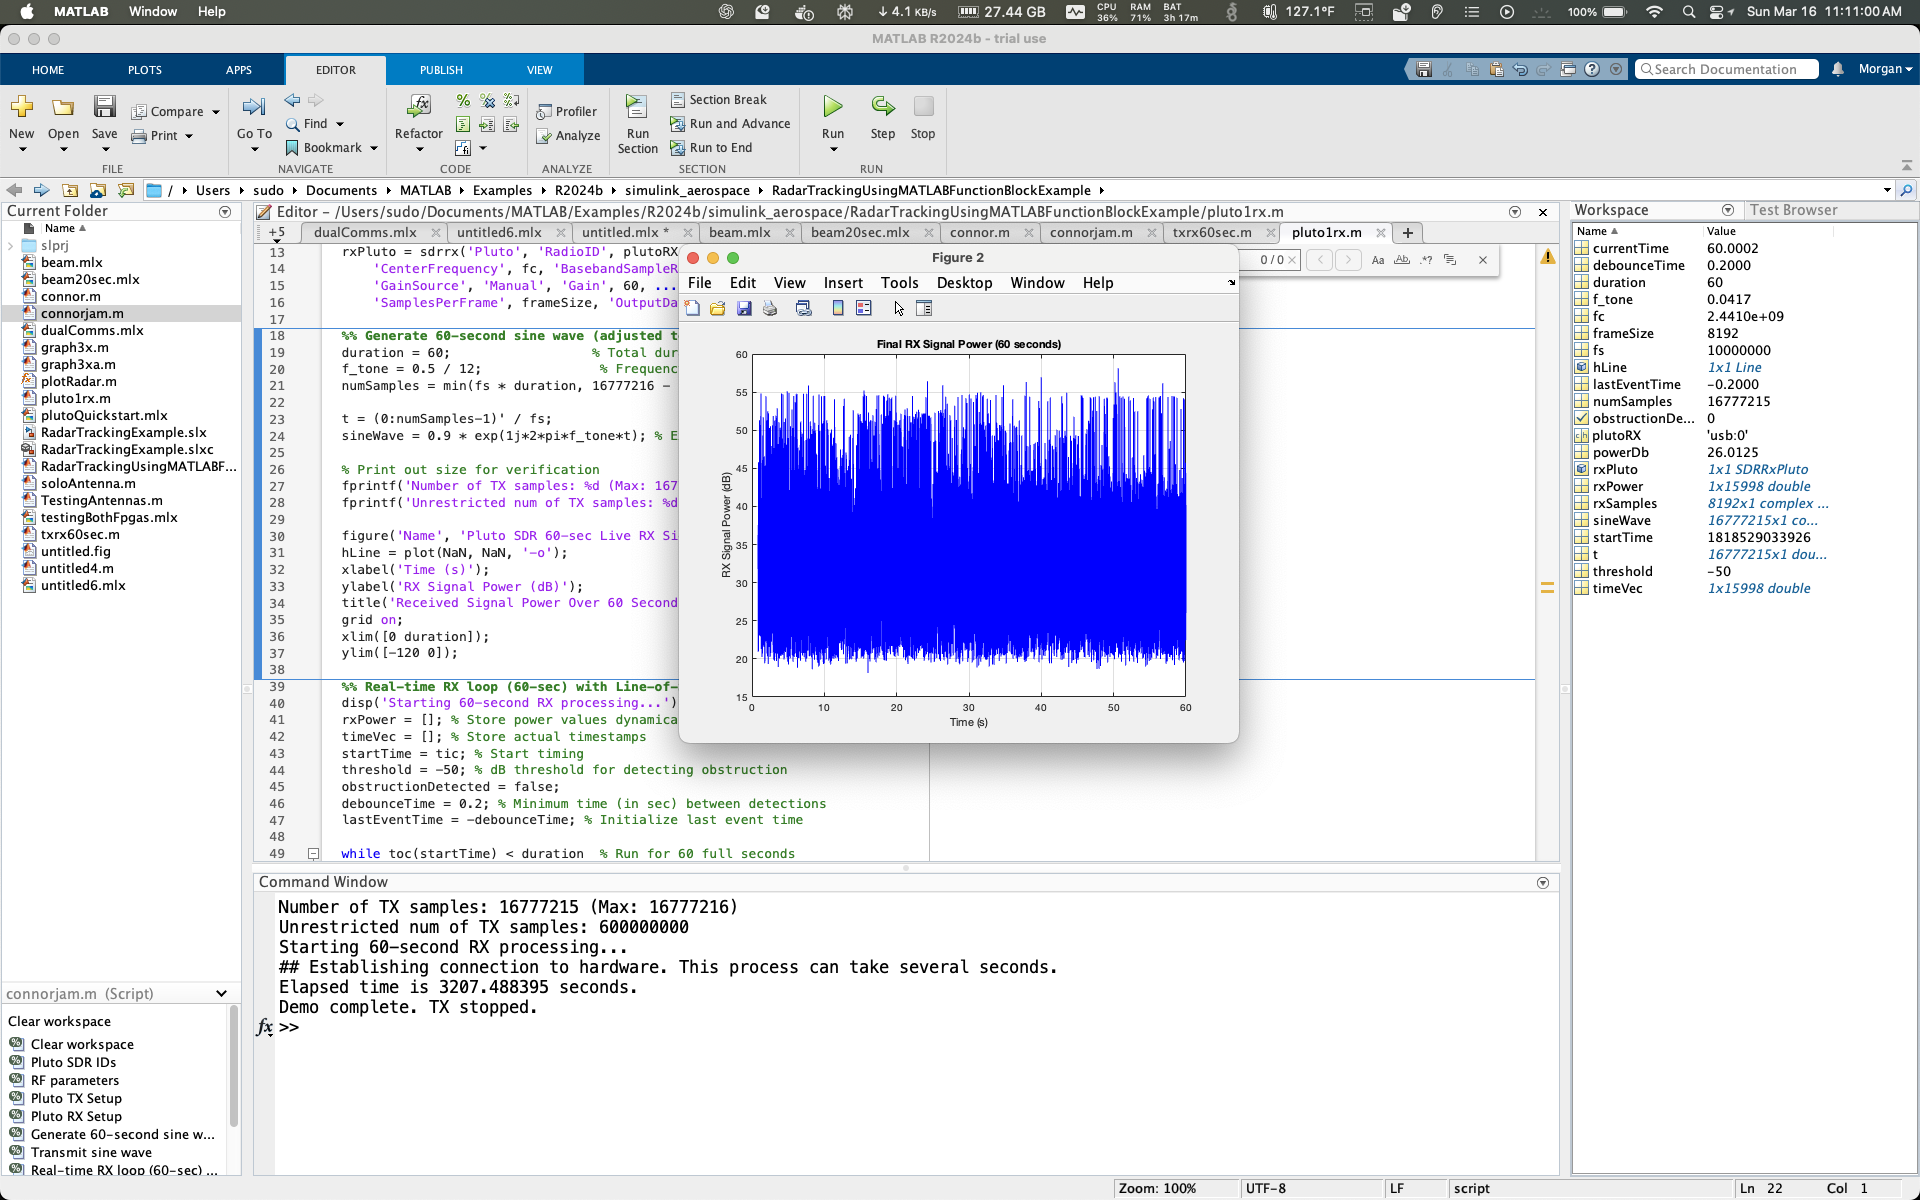 MATLAB Window Help
4.1 KB/s
27.44 GB
CPU 36%
RAM 71%
BAT 3h 17m
127.1°F
100%
Sun Mar 16 11:11:00 AM
MATLAB R2024b - trial use
HOME PLOTS APPS EDITOR PUBLISH VIEW
Search Documentation
Morgan
New Open Save Compare Print
FILE
Go To Find Bookmark
NAVIGATE
Refactor
CODE
Profiler Analyze
ANALYZE
Run Section
Section Break
Run and Advance
Run to End
SECTION
Run Step Stop
RUN
/ Users sudo Documents MATLAB Examples R2024b simulink_aerospace RadarTrackingUsingMATLABFunctionBlockExample
Current Folder
Name
slprj
beam.mlx
beam20sec.mlx
connor.m
connorjam.m
dualComms.mlx
graph3x.m
graph3xa.m
plotRadar.m
pluto1rx.m
plutoQuickstart.mlx
RadarTrackingExample.slx
RadarTrackingExample.slxc
RadarTrackingUsingMATLABF...
soloAntenna.m
TestingAntennas.m
testingBothFpgas.mlx
txrx60sec.m
untitled.fig
untitled4.m
untitled6.mlx
connorjam.m (Script)
Clear workspace
Clear workspace
Pluto SDR IDs
RF parameters
Pluto TX Setup
Pluto RX Setup
Generate 60-second sine w...
Transmit sine wave
Real-time RX loop (60-sec) ...
Editor - /Users/sudo/Documents/MATLAB/Examples/R2024b/simulink_aerospace/RadarTrackingUsingMATLABFunctionBlockExample/pluto1rx.m
+5 dualComms.mlx untitled6.mlx untitled.mlx * beam.mlx beam20sec.mlx connor.m connorjam.m txrx60sec.m pluto1rx.m +
0/0 Aa Ab .*?
13 rxPluto = sdrrx('Pluto', 'RadioID', plutoRX
14 'CenterFrequency', fc, 'BasebandSampleR
15 'GainSource', 'Manual', 'Gain', 60, ...
16 'SamplesPerFrame', frameSize, 'OutputDa
17
18 %% Generate 60-second sine wave (adjusted t
19 duration = 60; % Total dur
20 f_tone = 0.5 / 12; % Frequenc
21 numSamples = min(fs * duration, 16777216 -
22
23 t = (0:numSamples-1)' / fs;
24 sineWave = 0.9 * exp(1j*2*pi*f_tone*t); % E
25
26 % Print out size for verification
27 fprintf('Number of TX samples: %d (Max: 167
28 fprintf('Unrestricted num of TX samples: %d
29
30 figure('Name', 'Pluto SDR 60-sec Live RX Si
31 hLine = plot(NaN, NaN, '-o');
32 xlabel('Time (s)');
33 ylabel('RX Signal Power (dB)');
34 title('Received Signal Power Over 60 Second
35 grid on;
36 xlim([0 duration]);
37 ylim([-120 0]);
38
39 %% Real-time RX loop (60-sec) with Line-of-
40 disp('Starting 60-second RX processing...')
41 rxPower = []; % Store power values dynamica
42 timeVec = []; % Store actual timestamps
43 startTime = tic; % Start timing
44 threshold = -50; % dB threshold for detecting obstruction
45 obstructionDetected = false;
46 debounceTime = 0.2; % Minimum time (in sec) between detections
47 lastEventTime = -debounceTime; % Initialize last event time
48
49 while toc(startTime) < duration % Run for 60 full seconds
Figure 2
File Edit View Insert Tools Desktop Window Help
Final RX Signal Power (60 seconds)
RX Signal Power (dB)
60
55
50
45
40
35
30
25
20
15
0 10 20 30 40 50 60
Time (s)
Command Window
Number of TX samples: 16777215 (Max: 16777216)
Unrestricted num of TX samples: 600000000
Starting 60-second RX processing...
## Establishing connection to hardware. This process can take several seconds.
Elapsed time is 3207.488395 seconds.
Demo complete. TX stopped.
fx >>
Workspace Test Browser
Name Value
currentTime 60.0002
debounceTime 0.2000
duration 60
f_tone 0.0417
fc 2.4410e+09
frameSize 8192
fs 10000000
hLine 1x1 Line
lastEventTime -0.2000
numSamples 16777215
obstructionDe... 0
plutoRX 'usb:0'
powerDb 26.0125
rxPluto 1x1 SDRRxPluto
rxPower 1x15998 double
rxSamples 8192x1 complex ...
sineWave 16777215x1 co...
startTime 1818529033926
t 16777215x1 dou...
threshold -50
timeVec 1x15998 double
Zoom: 100% UTF-8 LF script Ln 22 Col 1